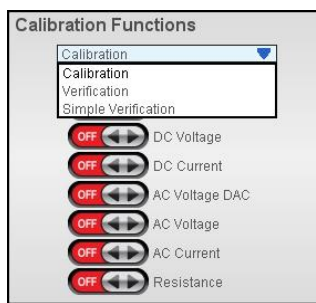 Calibration Functions
Calibration
Calibration
Verification
Simple Verification
OFF DC Voltage
OFF DC Current
OFF AC Voltage DAC
OFF AC Voltage
OFF AC Current
OFF Resistance